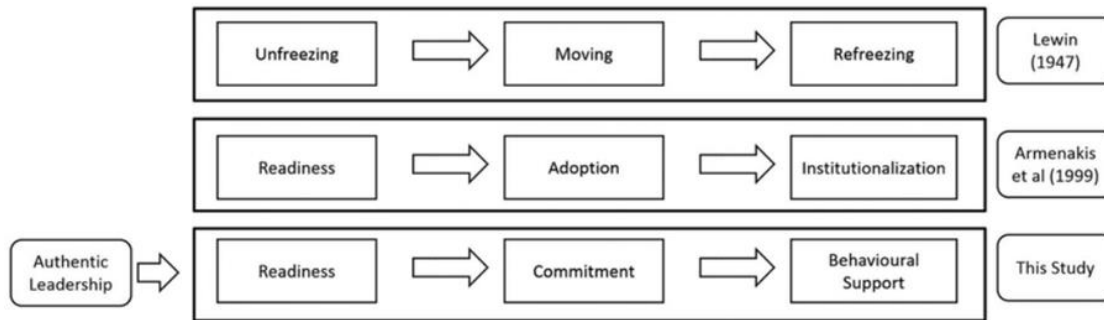 Unfreezing
Moving
Refreezing
Lewin
(1947)
Readiness
Adoption
Institutionalization
Armenakis
et al (1999)
Authentic
Leadership
Readiness
Commitment
Behavioural
Support
This Study